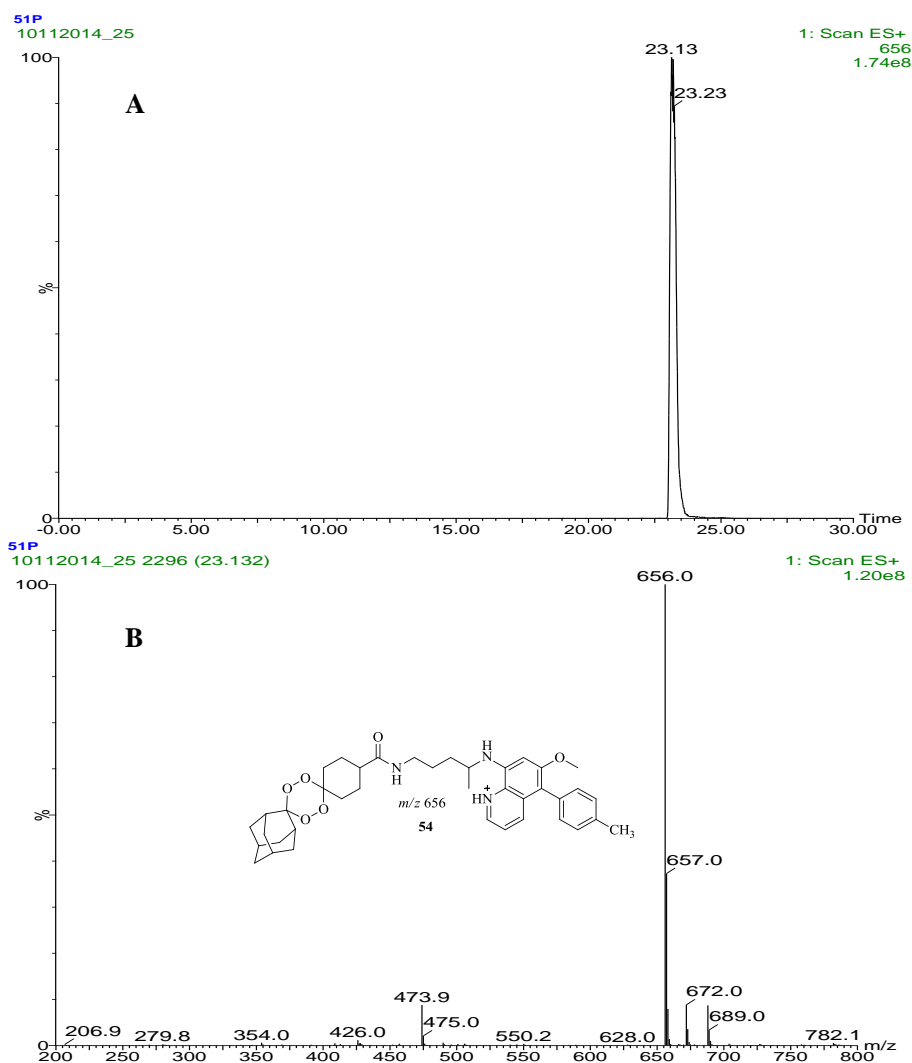 51P
10112014_25
1: Scan ES+
656
1.74e8
100
23.13
23.23
A
%
0
-0.00
5.00
10.00
15.00
20.00
25.00
30.00
Time
51P
10112014_25 2296 (23.132)
1: Scan ES+
1.20e8
100
656.0
B
O
H
N
H
O
O
O
O
O
N
H
+
HN
m/z 656
54
CH3
%
657.0
473.9
475.0
672.0
689.0
206.9
279.8
354.0
426.0
550.2
628.0
782.1
0
200
250
300
350
400
450
500
550
600
650
700
750
800
m/z